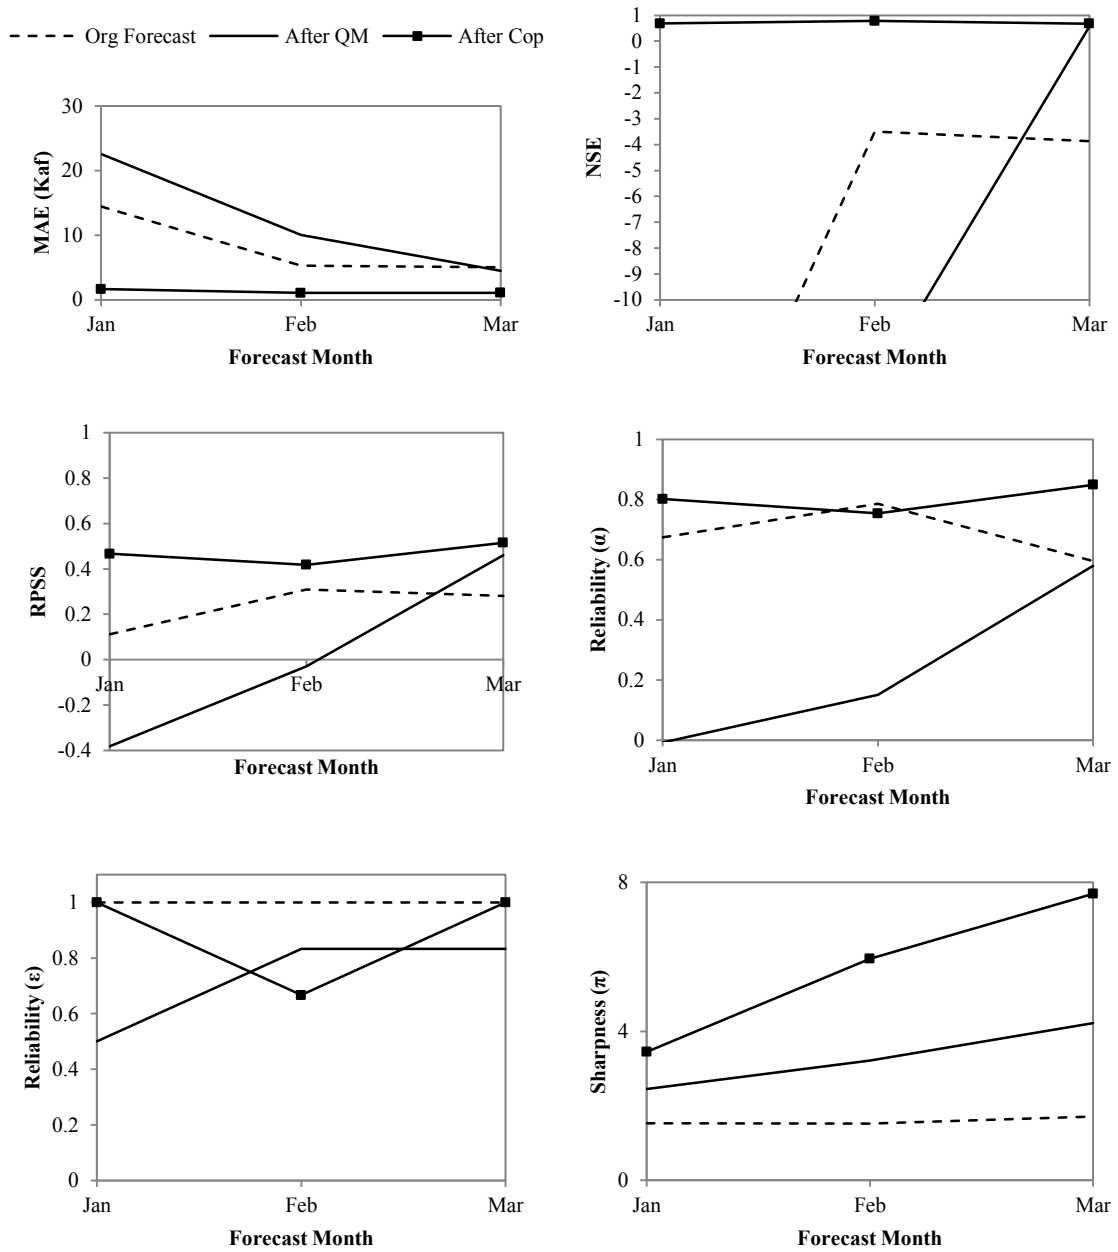 Org Forecast After QM After Cop
30
20
10
0
MAE (Kaf)
Jan Feb Mar
Forecast Month
1
0
-1
-2
-3
-4
-5
-6
-7
-8
-9
-10
NSE
Jan Feb Mar
Forecast Month
1
0.8
0.6
0.4
0.2
0
-0.2
-0.4
RPSS
Jan Feb Mar
Forecast Month
1
0.8
0.6
0.4
0.2
0
Reliability (α)
Jan Feb Mar
Forecast Month
1
0.8
0.6
0.4
0.2
0
Reliability (ε)
Jan Feb Mar
Forecast Month
8
4
0
Sharpness (π)
Jan Feb Mar
Forecast Month